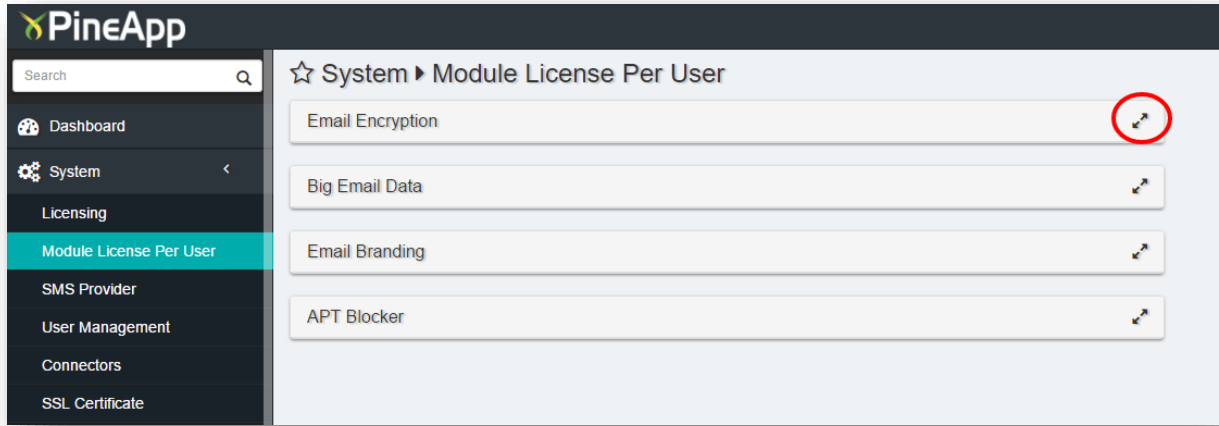 PineApp
Search
Dashboard
System
Licensing
Module License Per User
SMS Provider
User Management
Connectors
SSL Certificate
System Module License Per User
Email Encryption
Big Email Data
Email Branding
APT Blocker